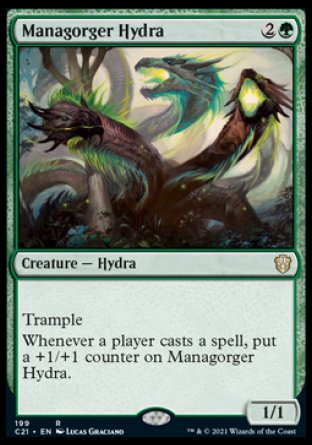 Managorger Hydra 2
Creature — Hydra
Trample
Whenever a player casts a spell, put
a +1/+1 counter on Managorger
Hydra.
1/1
199 R
C21 • EN LUCAS GRACIANO ™ & © 2021 Wizards of the Coast